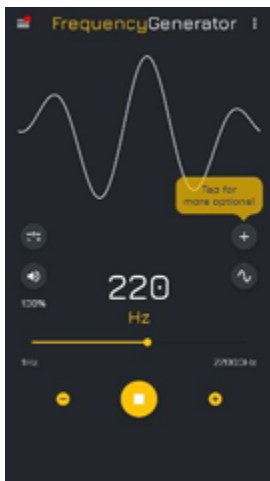 FrequencyGenerator
Tap for
more options!
100%
220
Hz
1Hz
22000Hz